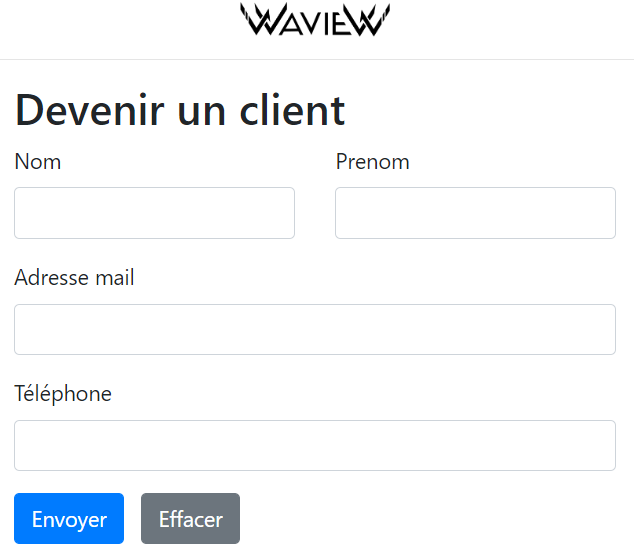 WAVIEW
Devenir un client
Nom Prenom
Adresse mail
Téléphone
Envoyer Effacer